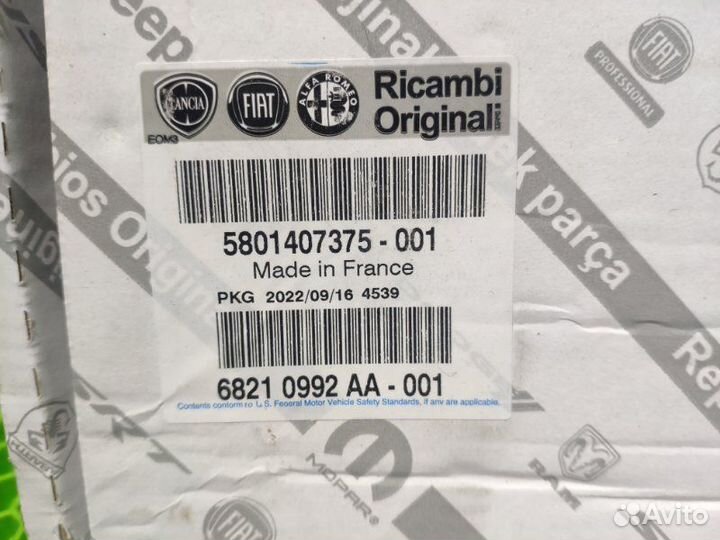 LANCIA FIAT ALFA ROMEO Ricambi
Originali
EOM3
5801407375-001
Made in France
PKG 2022/09/16 4539
6821 0992 AA-001
Contents conform to U.S. Federal Motor Vehicle Safety Standards, if any are applicable.
FIAT
PROFESSIONAL
Jeep
parça
SRT
MOPAR
RAM
FIAT
Avito